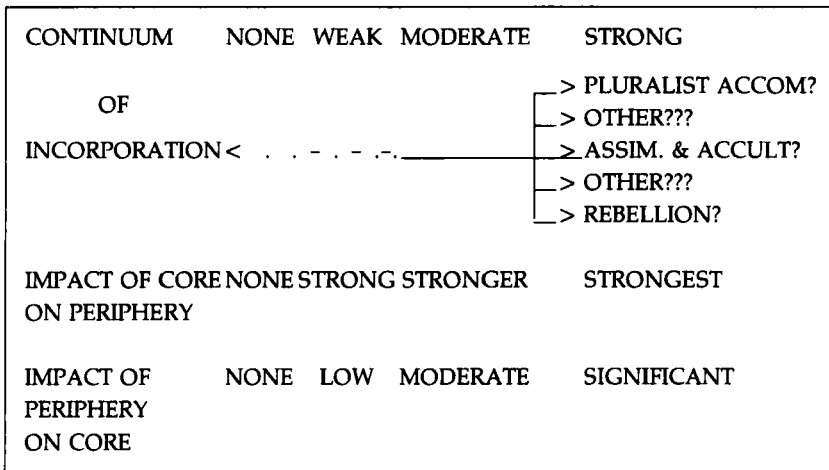 CONTINUUM NONE WEAK MODERATE STRONG
> PLURALIST ACCOM?
OF
> OTHER???
INCORPORATION < . . - . - .-. > ASSIM. & ACCULT?
> OTHER???
> REBELLION?
IMPACT OF CORE NONE STRONG STRONGER STRONGEST
ON PERIPHERY
IMPACT OF NONE LOW MODERATE SIGNIFICANT
PERIPHERY
ON CORE